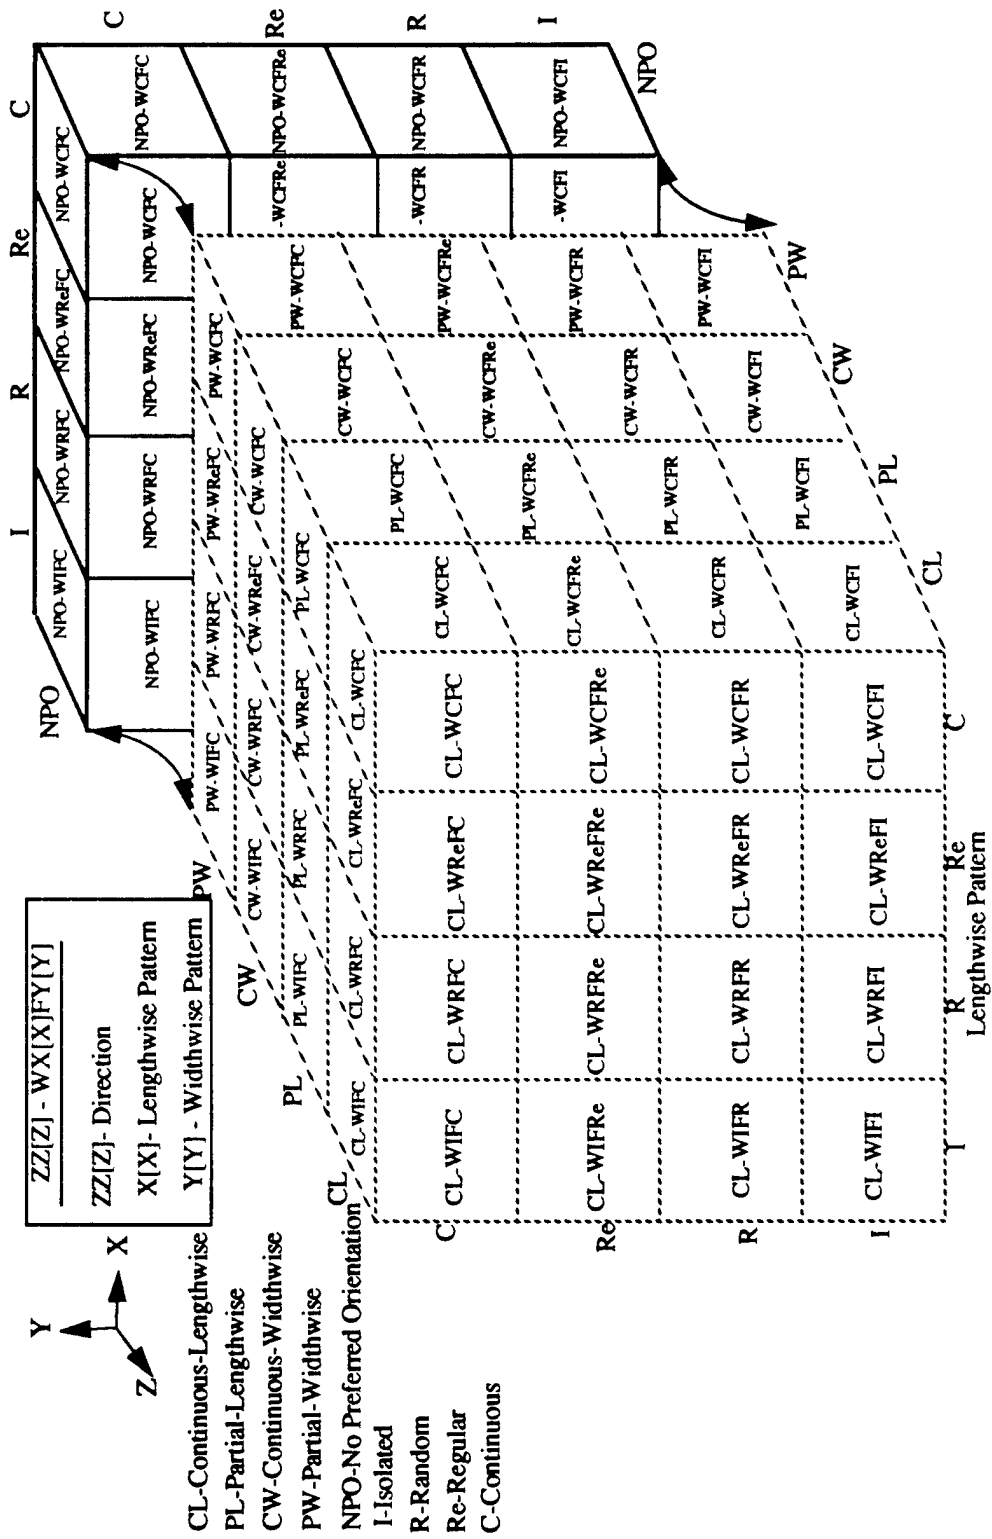 Y
X
Z
ZZ[Z] - WX[X]FY[Y]
ZZ[Z]- Direction
X[X]- Lengthwise Pattern
Y[Y] - Widthwise Pattern
CL-Continuous-Lengthwise
PL-Partial-Lengthwise
CW-Continuous-Widthwise
PW-Partial-Widthwise
NPO-No Preferred Orientation
I-Isolated
R-Random
Re-Regular
C-Continuous
I R Re C
NPO
NPO-WIFC NPO-WRFC NPO-WReFC NPO-WCFC
NPO-WIFC NPO-WRFC NPO-WReFC NPO-WCFC
NPO-WCFC
C
-WCFRe NPO-WCFRe
Re
-WCFR NPO-WCFR
R
-WCFI NPO-WCFI
I
NPO
PW
PW-WIFC PW-WRFC PW-WReFC PW-WCFC
CW
CW-WIFC CW-WRFC CW-WReFC CW-WCFC
PL
PL-WIFC PL-WRFC PL-WReFC PL-WCFC
CL
CL-WIFC CL-WRFC CL-WReFC CL-WCFC
PW-WCFC
PW-WCFRe
PW-WCFR
PW-WCFI
PW
CW-WCFC
CW-WCFRe
CW-WCFR
CW-WCFI
CW
PL-WCFC
PL-WCFRe
PL-WCFR
PL-WCFI
PL
CL-WCFC
CL-WCFRe
CL-WCFR
CL-WCFI
CL
C CL-WIFC CL-WRFC CL-WReFC CL-WCFC
Re CL-WIFRe CL-WRFRe CL-WReFRe CL-WCFRe
R CL-WIFR CL-WRFR CL-WReFR CL-WCFR
I CL-WIFI CL-WRFI CL-WReFI CL-WCFI
I R Re C
Lengthwise Pattern